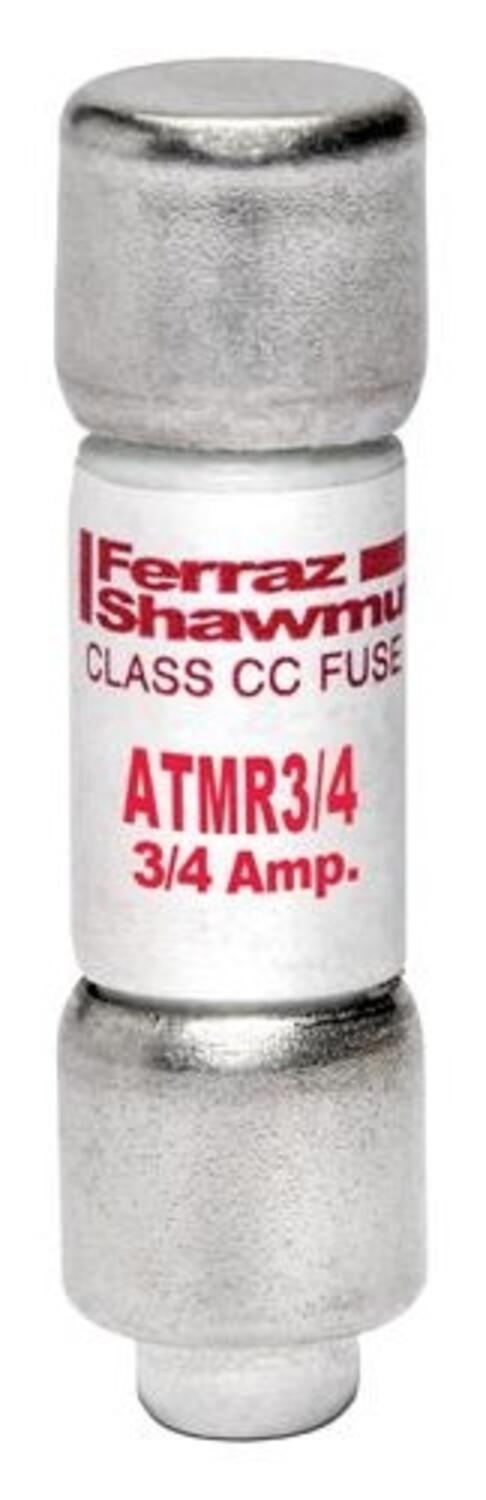 Ferraz
Shawmu
CLASS CC FUSE
ATMR3/4
3/4 Amp.